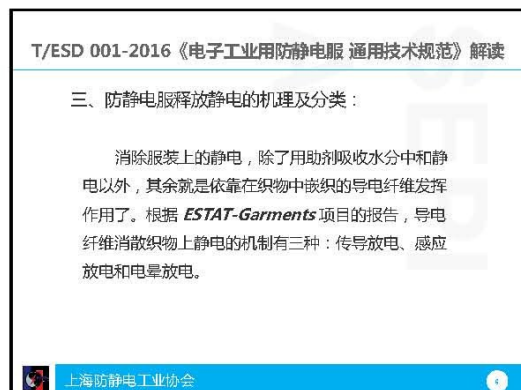 T/ESD 001-2016《电子工业用防静电服 通用技术规范》解读
三、防静电服释放静电的机理及分类：
消除服装上的静电，除了用助剂吸收水分中和静
电以外，其余就是依靠在织物中嵌织的导电纤维发挥
作用了。根据 ESTAT-Garments 项目的报告，导电
纤维消散织物上静电的机制有三种：传导放电、感应
放电和电晕放电。
上海防静电工业协会